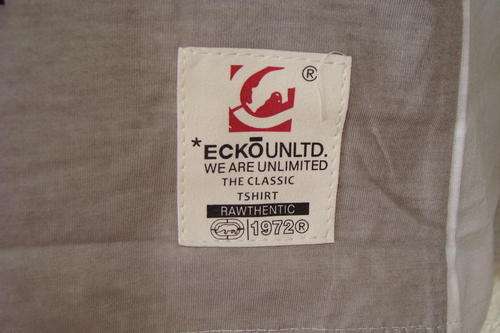 ®
*ECKŌUNLTD.
WE ARE UNLIMITED
THE CLASSIC
TSHIRT
RAWTHENTIC
1972®